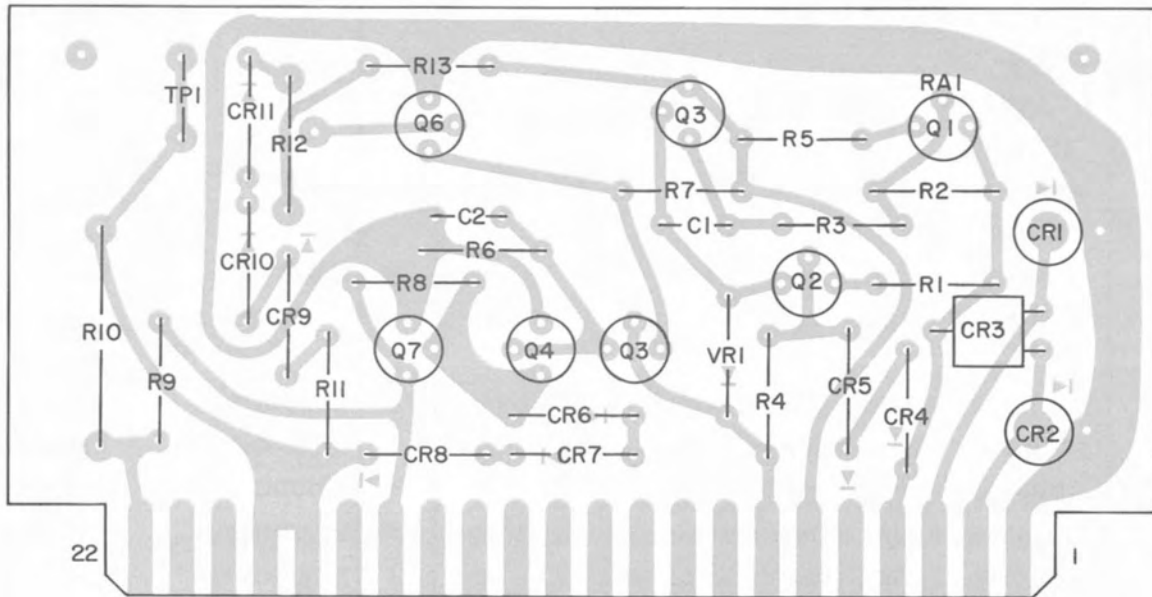 R13
RA1
TP1
CR11
Q6
Q3
Q1
R12
R5
R7
R2
C2
C1
R3
CR1
R6
CR10
R8
Q2
R1
CR9
R10
Q7
Q4
Q3
VR1
CR3
R9
R11
R4
CR5
CR4
CR6
CR2
CR8
CR7
22
1